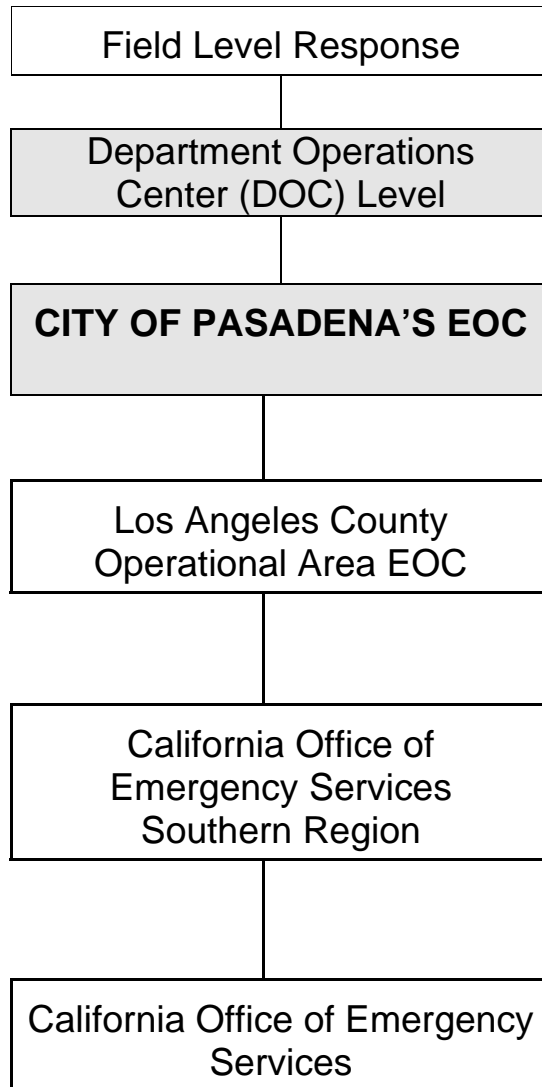 Field Level Response
Department Operations
Center (DOC) Level
CITY OF PASADENA’S EOC
Los Angeles County
Operational Area EOC
California Office of
Emergency Services
Southern Region
California Office of Emergency
Services